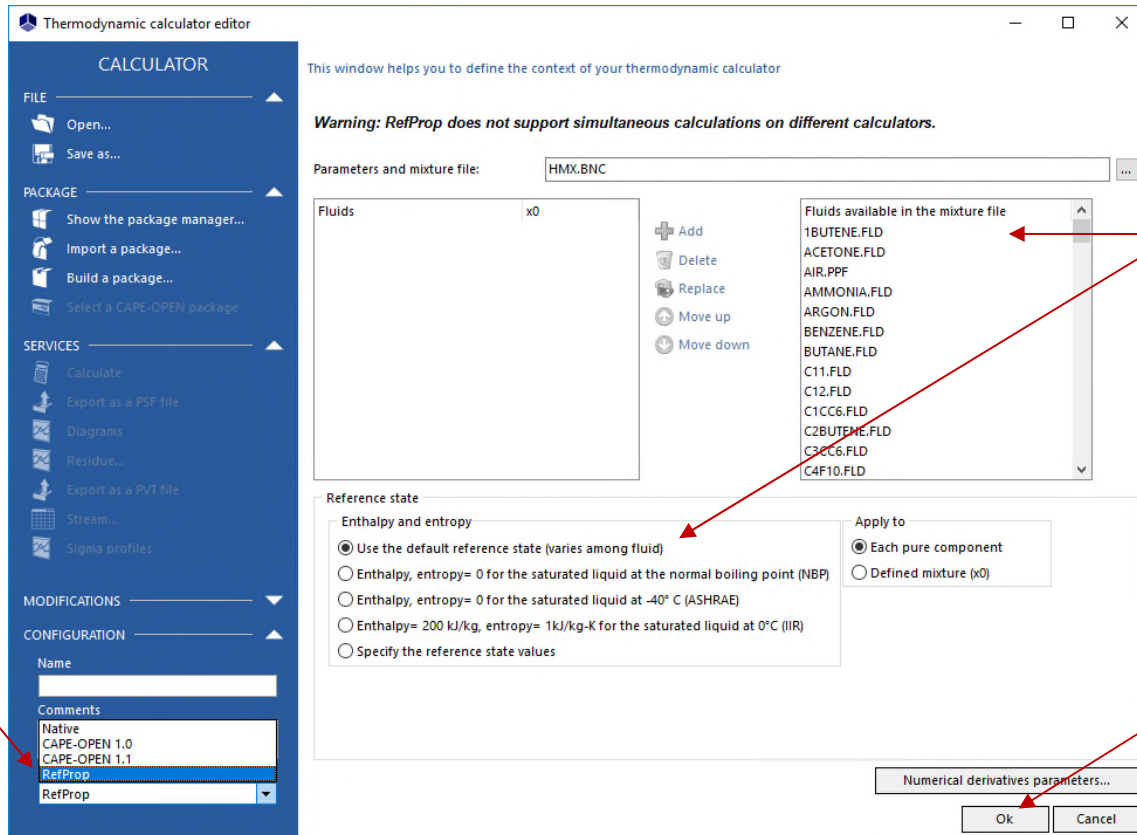 Thermodynamic calculator editor
CALCULATOR
FILE
Open...
Save as...
PACKAGE
Show the package manager...
Import a package...
Build a package...
Select a CAPE-OPEN package
SERVICES
Calculate
Export as a PSF file
Diagrams
Residue...
Export as a PVT file
Stream...
Sigma profiles
MODIFICATIONS
CONFIGURATION
Name
Comments
Native
CAPE-OPEN 1.0
CAPE-OPEN 1.1
RefProp
RefProp
This window helps you to define the context of your thermodynamic calculator
Warning: RefProp does not support simultaneous calculations on different calculators.
Parameters and mixture file:
HMX.BNC
...
Fluids x0
Add
Delete
Replace
Move up
Move down
Fluids available in the mixture file
1BUTENE.FLD
ACETONE.FLD
AIR.PPF
AMMONIA.FLD
ARGON.FLD
BENZENE.FLD
BUTANE.FLD
C11.FLD
C12.FLD
C1CC6.FLD
C2BUTENE.FLD
C3CC6.FLD
C4F10.FLD
Reference state
Enthalpy and entropy
Use the default reference state (varies among fluid)
Enthalpy, entropy= 0 for the saturated liquid at the normal boiling point (NBP)
Enthalpy, entropy= 0 for the saturated liquid at -40° C (ASHRAE)
Enthalpy= 200 kJ/kg, entropy= 1kJ/kg-K for the saturated liquid at 0°C (IIR)
Specify the reference state values
Apply to
Each pure component
Defined mixture (x0)
Numerical derivatives parameters...
Ok
Cancel